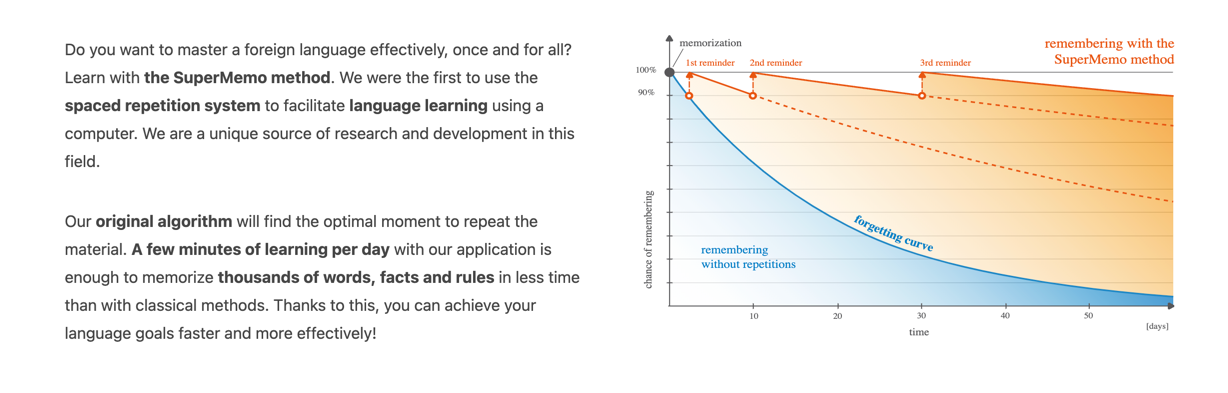 Do you want to master a foreign language effectively, once and for all?
Learn with the SuperMemo method. We were the first to use the
spaced repetition system to facilitate language learning using a
computer. We are a unique source of research and development in this
field.
Our original algorithm will find the optimal moment to repeat the
material. A few minutes of learning per day with our application is
enough to memorize thousands of words, facts and rules in less time
than with classical methods. Thanks to this, you can achieve your
language goals faster and more effectively!
memorization
remembering with the
SuperMemo method
1st reminder
2nd reminder
3rd reminder
100%
90%
chance of remembering
forgetting curve
remembering
without repetitions
10
20
30
40
50
[days]
time